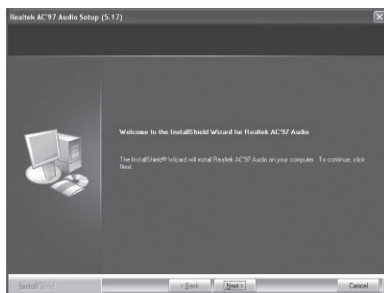 Realtek AC'97 Audio Setup (5.17)
Welcome to the InstallShield Wizard for Realtek AC'97 Audio
The InstallShield® Wizard will install Realtek AC'97 Audio on your computer. To continue, click
Next.
InstallShield
< Back
Next >
Cancel